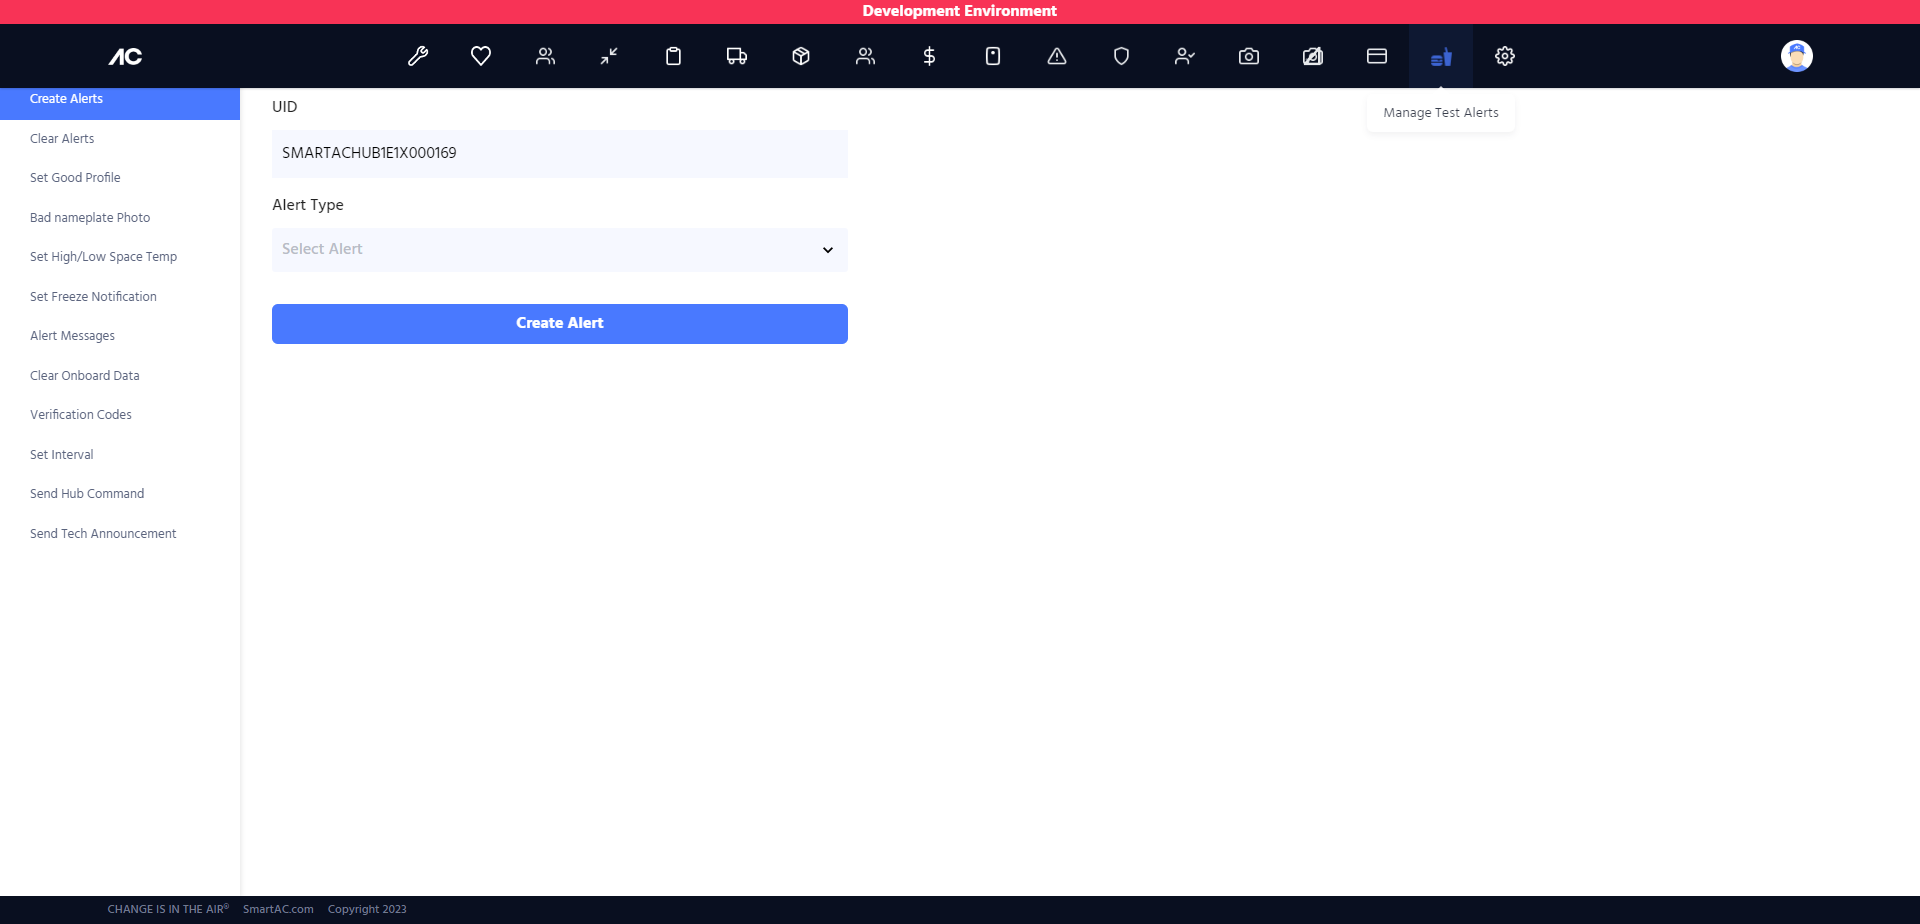 Development Environment
AC
Manage Test Alerts
Create Alerts
Clear Alerts
Set Good Profile
Bad nameplate Photo
Set High/Low Space Temp
Set Freeze Notification
Alert Messages
Clear Onboard Data
Verification Codes
Set Interval
Send Hub Command
Send Tech Announcement
UID
SMARTACHUB1E1X000169
Alert Type
Select Alert
Create Alert
CHANGE IS IN THE AIR® SmartAC.com Copyright 2023